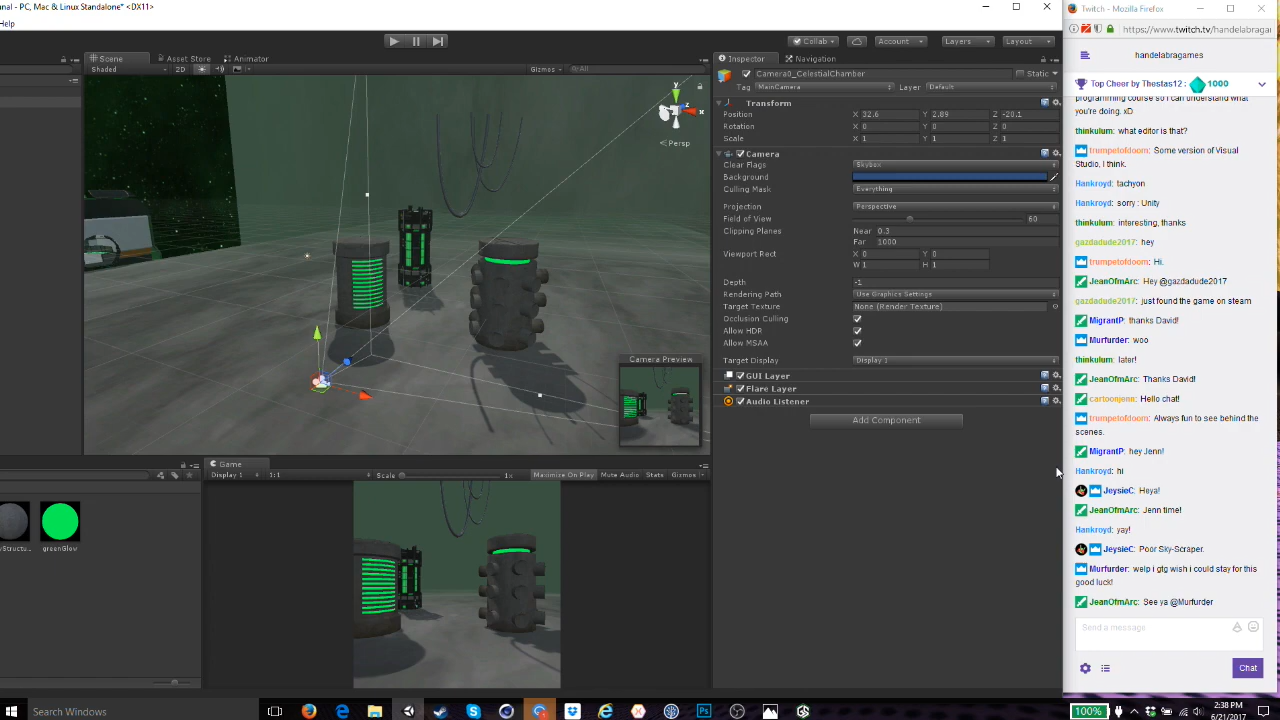 unal - PC, Mac & Linux Standalone* <DX11>
Help
Collab
Account
Layers
Layout
Scene
Asset Store
Animator
Shaded
2D
Gizmos
All
y
x
z
Persp
Camera Preview
Inspector
Navigation
Camera0_CelestialChamber
Static
Tag
MainCamera
Layer
Default
Transform
Position
X 32.6
Y 2.89
Z -20.1
Rotation
X 0
Y 0
Z 0
Scale
X 1
Y 1
Z 1
Camera
Clear Flags
Skybox
Background
Culling Mask
Everything
Projection
Perspective
Field of View
60
Clipping Planes
Near 0.3
Far 1000
Viewport Rect
X 0
Y 0
W 1
H 1
Depth
-1
Rendering Path
Use Graphics Settings
Target Texture
None (Render Texture)
Occlusion Culling
Allow HDR
Allow MSAA
Target Display
Display 1
GUI Layer
Flare Layer
Audio Listener
Add Component
Game
Display 1
1:1
Scale
1x
Maximize On Play
Mute Audio
Stats
Gizmos
yStructu...
greenGlow
Twitch - Mozilla Firefox
https://www.twitch.tv/handelabragar
handelabragames
Top Cheer by Thestas12 : 1000
programming course so I can understand what
you're doing. xD
thinkulum: what editor is that?
trumpetofdoom: Some version of Visual
Studio, I think.
Hankroyd: tachyon
Hankroyd: sorry : Unity
thinkulum: interesting, thanks
gazdadude2017: hey
trumpetofdoom: Hi.
JeanOfmArc: Hey @gazdadude2017
gazdadude2017: just found the game on steam
MigrantP: thanks David!
Murfurder: woo
thinkulum: later!
JeanOfmArc: Thanks David!
cartoonjenn: Hello chat!
trumpetofdoom: Always fun to see behind the
scenes.
MigrantP: hey Jenn!
Hankroyd: hi
JeysieC: Heya!
JeanOfmArc: Jenn time!
Hankroyd: yay!
JeysieC: Poor Sky-Scraper.
Murfurder: welp i gtg wish i could stay for this
good luck!
JeanOfmArc: See ya @Murfurder
Send a message
Chat
Search Windows
100%
2:38 PM